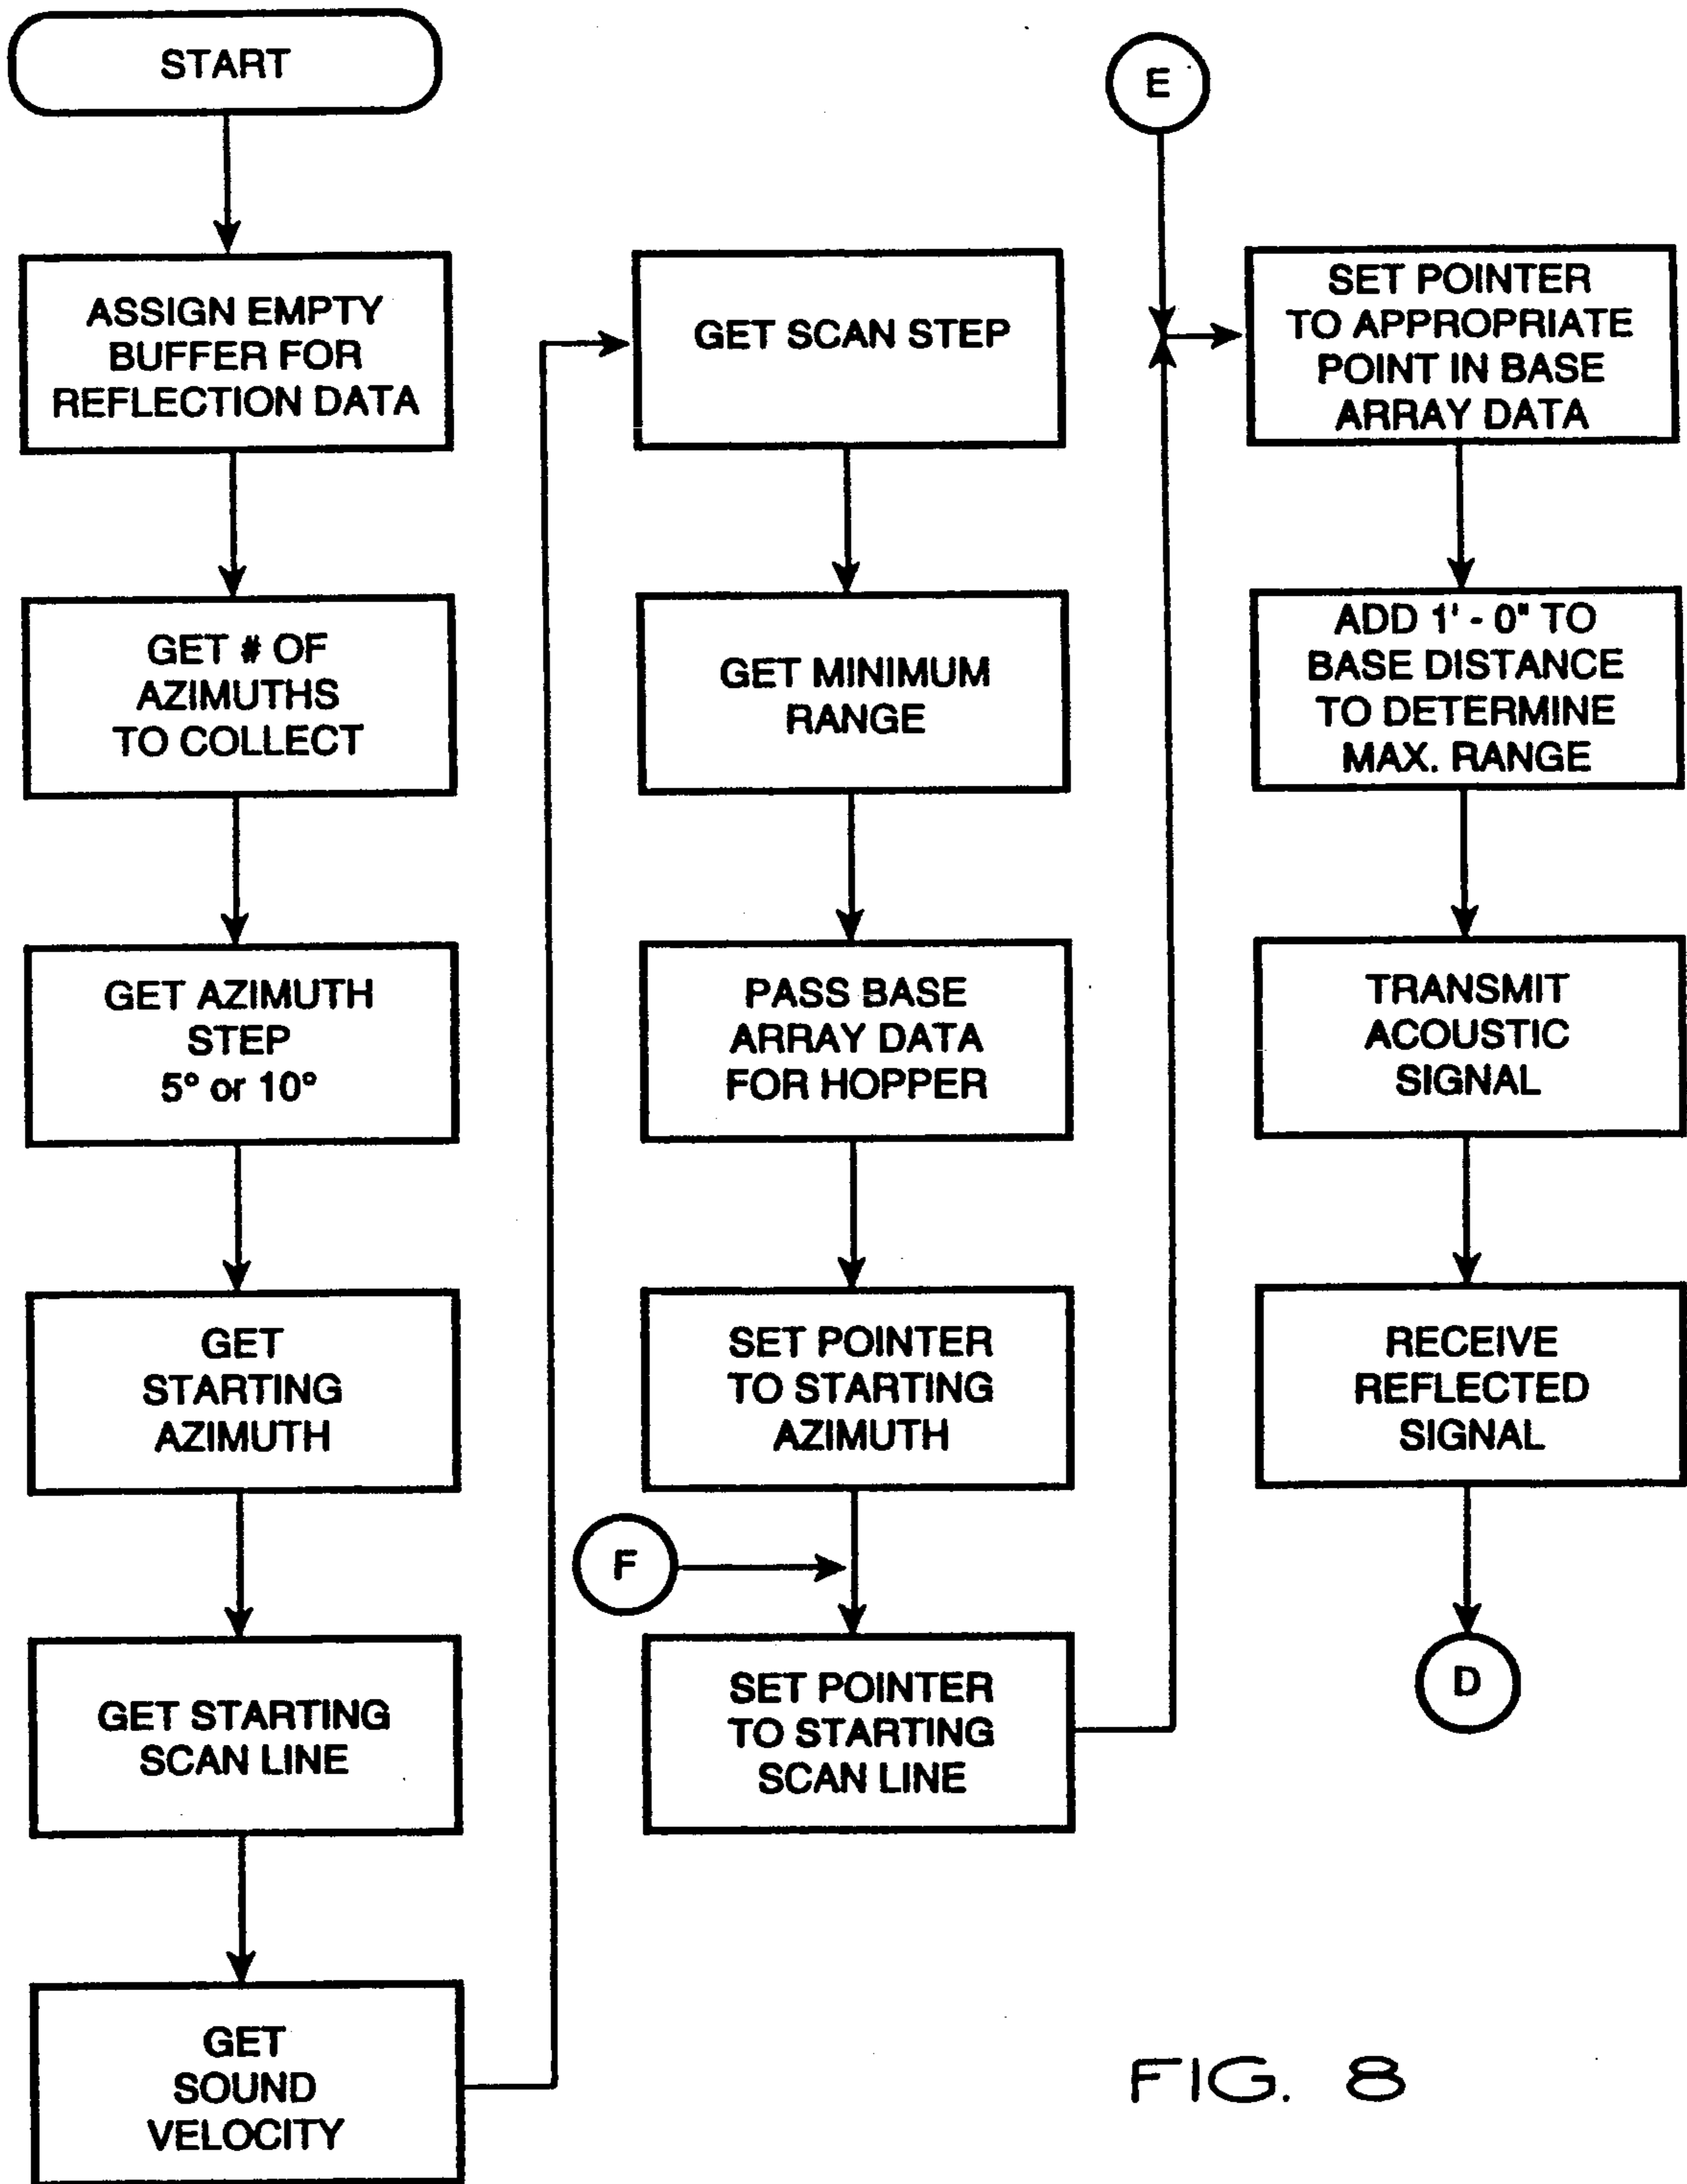 START
ASSIGN EMPTY
BUFFER FOR
REFLECTION DATA
GET # OF
AZIMUTHS
TO COLLECT
GET AZIMUTH
STEP
5° or 10°
GET
STARTING
AZIMUTH
GET STARTING
SCAN LINE
GET
SOUND
VELOCITY
GET SCAN STEP
GET MINIMUM
RANGE
PASS BASE
ARRAY DATA
FOR HOPPER
SET POINTER
TO STARTING
AZIMUTH
F
SET POINTER
TO STARTING
SCAN LINE
E
SET POINTER
TO APPROPRIATE
POINT IN BASE
ARRAY DATA
ADD 1' - 0" TO
BASE DISTANCE
TO DETERMINE
MAX. RANGE
TRANSMIT
ACOUSTIC
SIGNAL
RECEIVE
REFLECTED
SIGNAL
D
FIG. 8